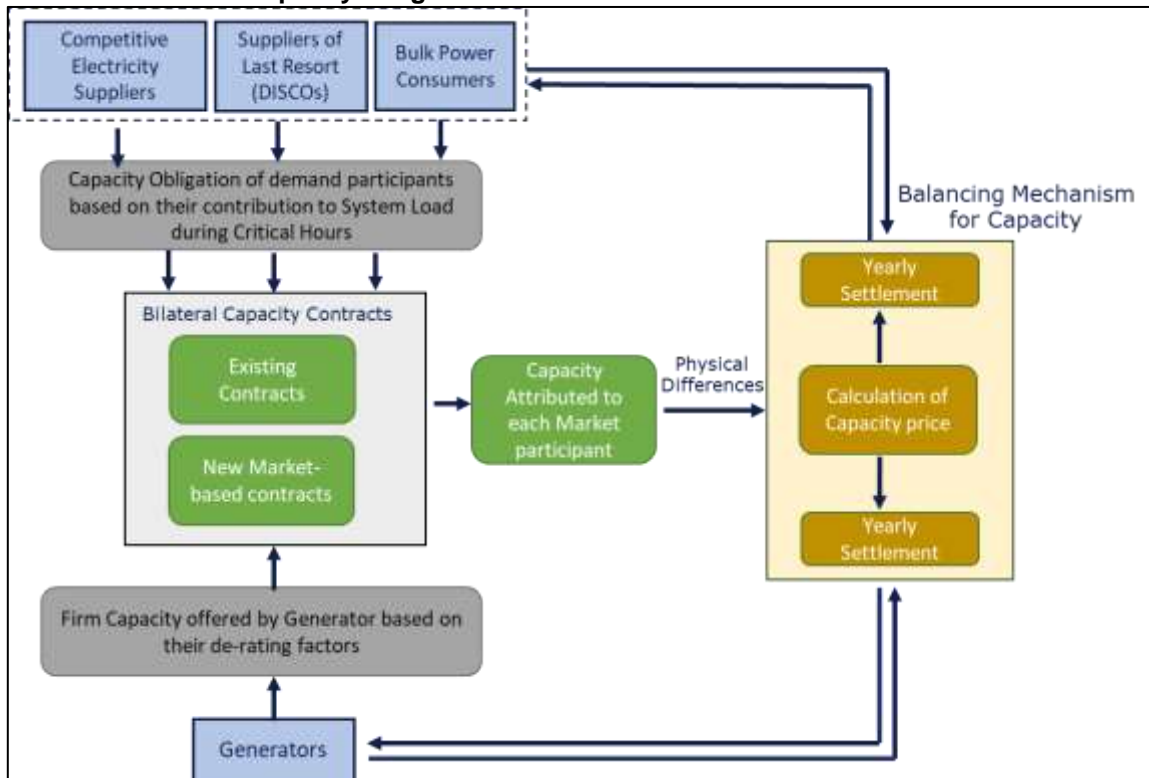 Competitive
Electricity
Suppliers
Suppliers of
Last Resort
(DISCOs)
Bulk Power
Consumers
Capacity Obligation of demand participants
based on their contribution to System Load
during Critical Hours
Balancing Mechanism
for Capacity
Bilateral Capacity Contracts
Existing
Contracts
New Market-
based contracts
Capacity
Attributed to
each Market
participant
Physical
Differences
Yearly
Settlement
Calculation of
Capacity price
Yearly
Settlement
Firm Capacity offered by Generator based on
their de-rating factors
Generators